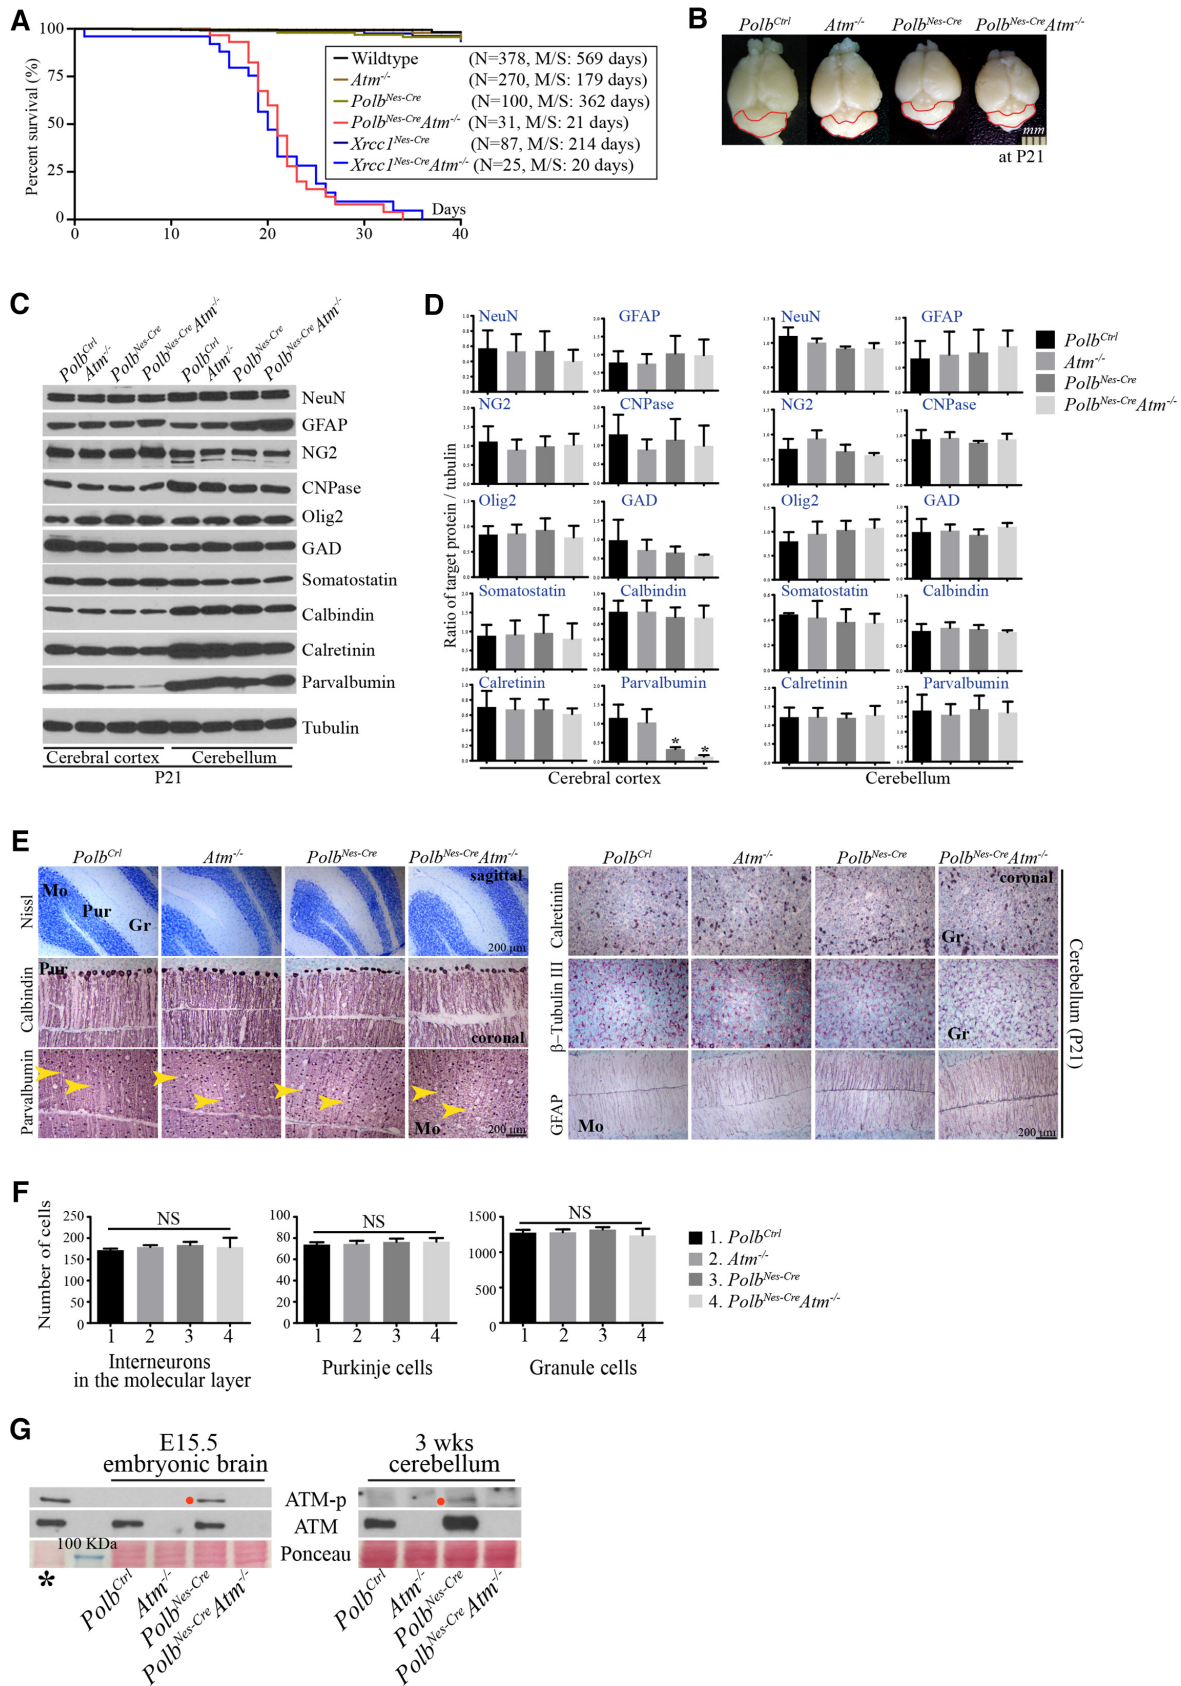 A
Percent survival (%)
100
75
50
25
0
0 10 20 30 40
Days
Wildtype (N=378, M/S: 569 days)
Atm-/- (N=270, M/S: 179 days)
PolbNes-Cre (N=100, M/S: 362 days)
PolbNes-CreAtm-/- (N=31, M/S: 21 days)
Xrcc1Nes-Cre (N=87, M/S: 214 days)
Xrcc1Nes-CreAtm-/- (N=25, M/S: 20 days)
B
PolbCtrl Atm-/- PolbNes-Cre PolbNes-CreAtm-/-
mm
at P21
C
PolbCtrl Atm-/- PolbNes-Cre PolbNes-Cre Atm-/- PolbCtrl Atm-/- PolbNes-Cre PolbNes-Cre Atm-/-
NeuN
GFAP
NG2
CNPase
Olig2
GAD
Somatostatin
Calbindin
Calretinin
Parvalbumin
Tubulin
Cerebral cortex Cerebellum
P21
D
Ratio of target protein / tubulin
NeuN GFAP NeuN GFAP
NG2 CNPase NG2 CNPase
Olig2 GAD Olig2 GAD
Somatostatin Calbindin Somatostatin Calbindin
Calretinin Parvalbumin Calretinin Parvalbumin
* *
Cerebral cortex Cerebellum
PolbCtrl
Atm-/-
PolbNes-Cre
PolbNes-CreAtm-/-
E
PolbCrl Atm-/- PolbNes-Cre PolbNes-CreAtm-/-
Nissl
Mo Pur Gr
sagittal
200 µm
Calbindin
Pur
coronal
Parvalbumin
Mo
200 µm
PolbCrl Atm-/- PolbNes-Cre PolbNes-CreAtm-/-
Calretinin
coronal
Gr
β-Tubulin III
Gr
GFAP
Mo
200 µm
Cerebellum (P21)
F
Number of cells
250
200
150
100
50
0
NS
1 2 3 4
Interneurons
in the molecular layer
100
80
60
40
20
0
NS
1 2 3 4
Purkinje cells
1500
1000
500
0
NS
1 2 3 4
Granule cells
1. PolbCtrl
2. Atm-/-
3. PolbNes-Cre
4. PolbNes-CreAtm-/-
G
E15.5
embryonic brain
3 wks
cerebellum
ATM-p
ATM
100 KDa
Ponceau
*
PolbCtrl
Atm-/-
PolbNes-Cre
PolbNes-Cre Atm-/-
PolbCtrl
Atm-/-
PolbNes-Cre
PolbNes-Cre Atm-/-